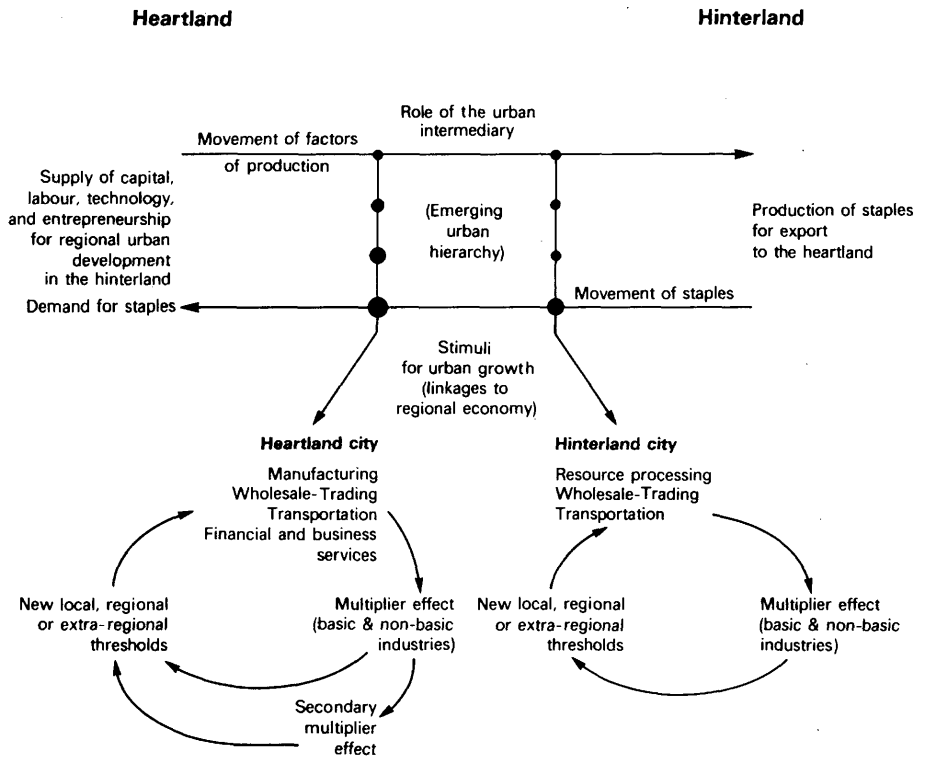 Heartland
Hinterland
Role of the urban
intermediary
Movement of factors
of production
Supply of capital,
labour, technology,
and entrepreneurship
for regional urban
development
in the hinterland
(Emerging
urban
hierarchy)
Production of staples
for export
to the heartland
Demand for staples
Movement of staples
Stimuli
for urban growth
(linkages to
regional economy)
Heartland city
Manufacturing
Wholesale-Trading
Transportation
Financial and business
services
Hinterland city
Resource processing
Wholesale-Trading
Transportation
New local, regional
or extra-regional
thresholds
Multiplier effect
(basic & non-basic
industries)
New local, regional
or extra-regional
thresholds
Multiplier effect
(basic & non-basic
industries)
Secondary
multiplier
effect